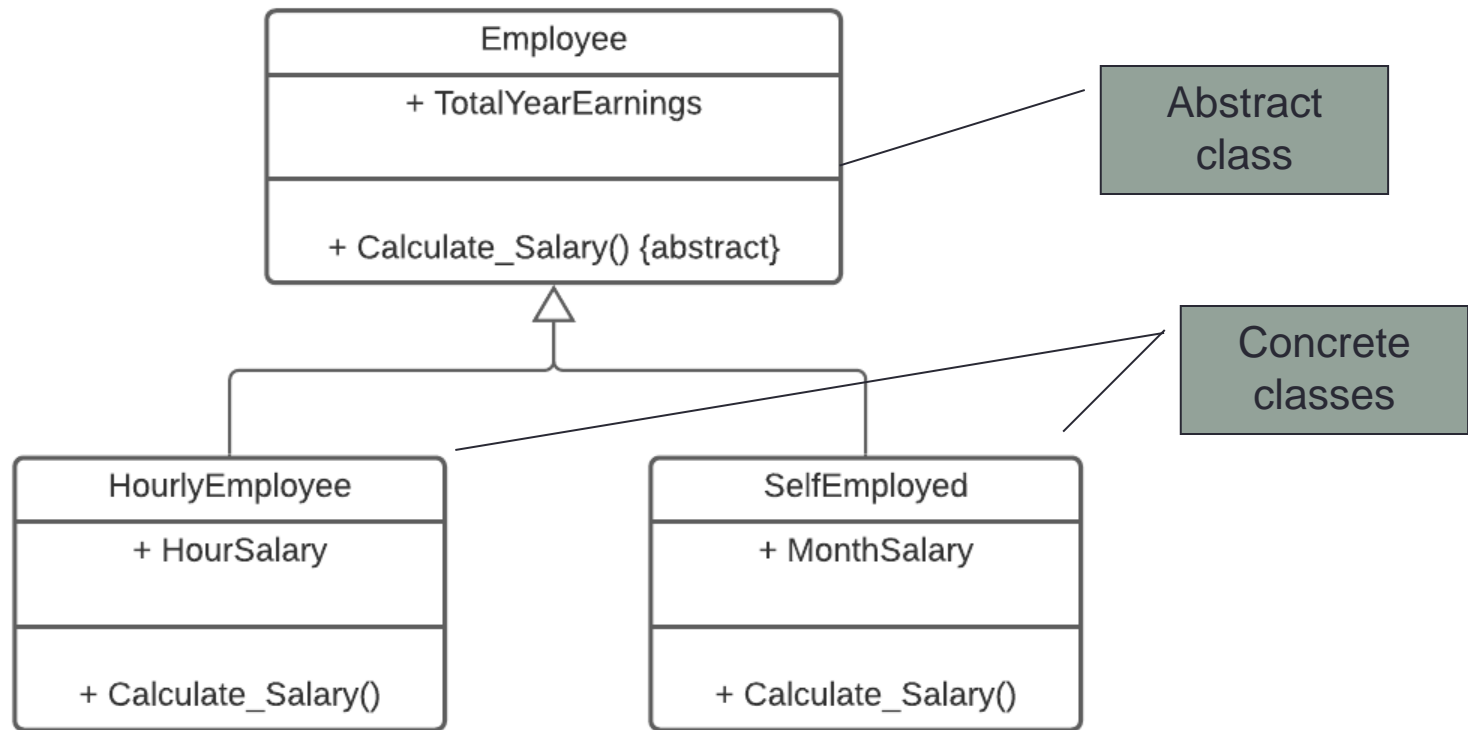 Employee
+ TotalYearEarnings
+ Calculate_Salary() {abstract}
Abstract
class
Concrete
classes
HourlyEmployee
+ HourSalary
+ Calculate_Salary()
SelfEmployed
+ MonthSalary
+ Calculate_Salary()